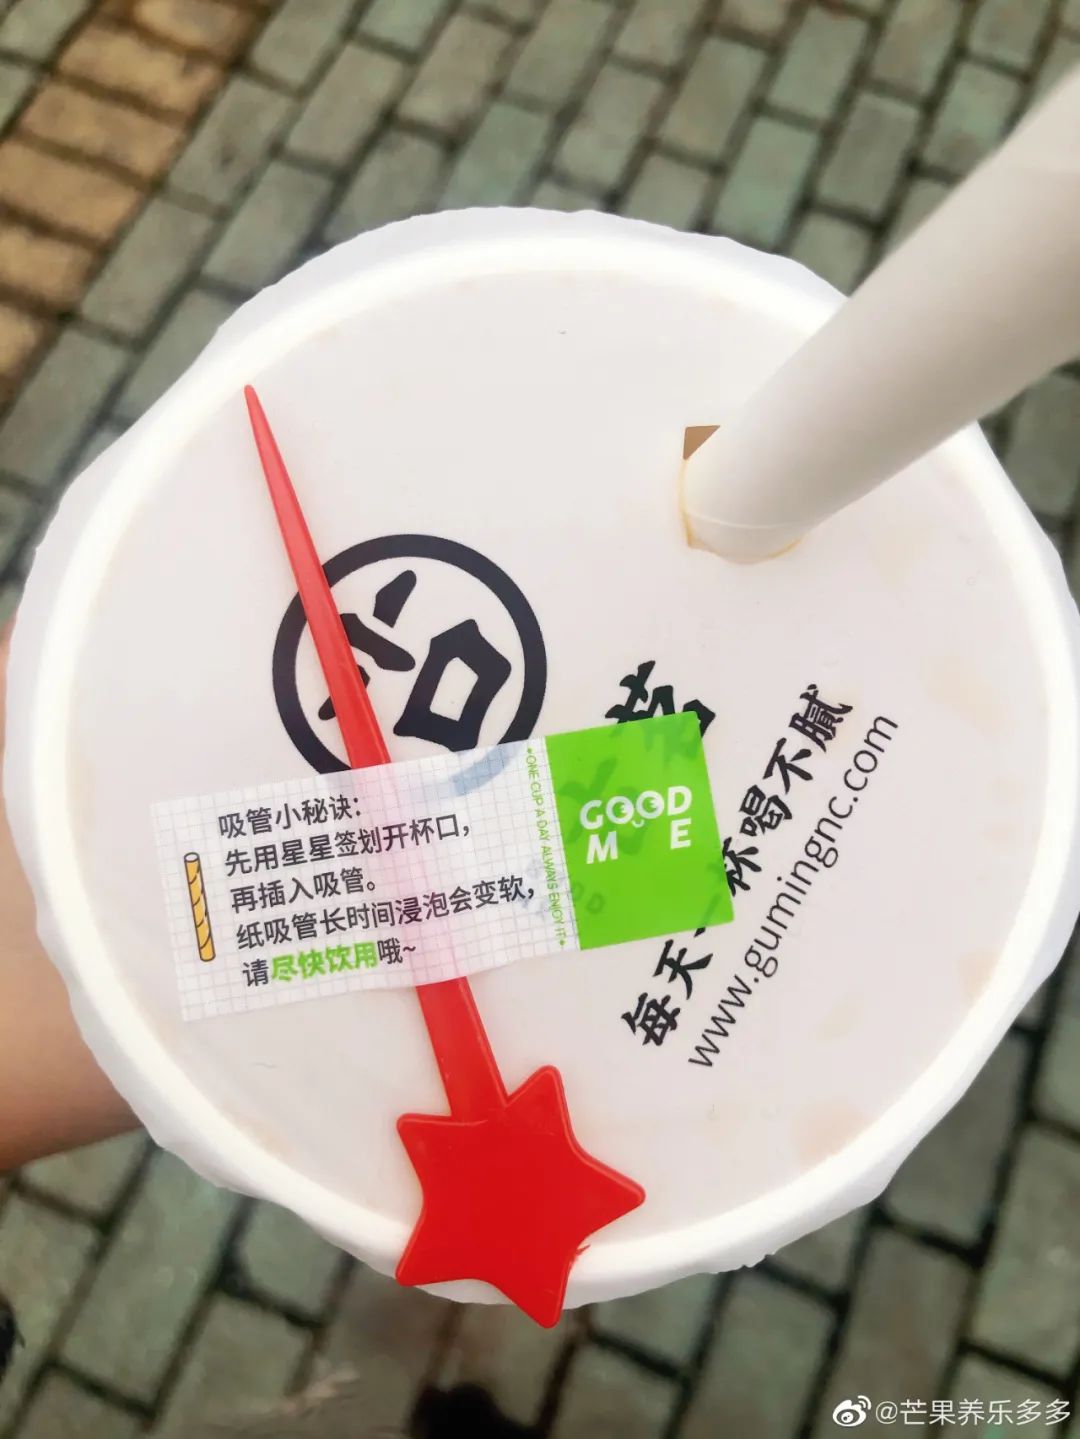 吸管小秘诀:
先用星星签划开杯口，
再插入吸管。
纸吸管长时间浸泡会变软，
请尽快饮用哦~
•ONE CUP A DAY ALWAYS ENJOY IT•
GOOD
M E
茗
每天一杯喝不腻
www.gumingnc.com
@芒果养乐多多